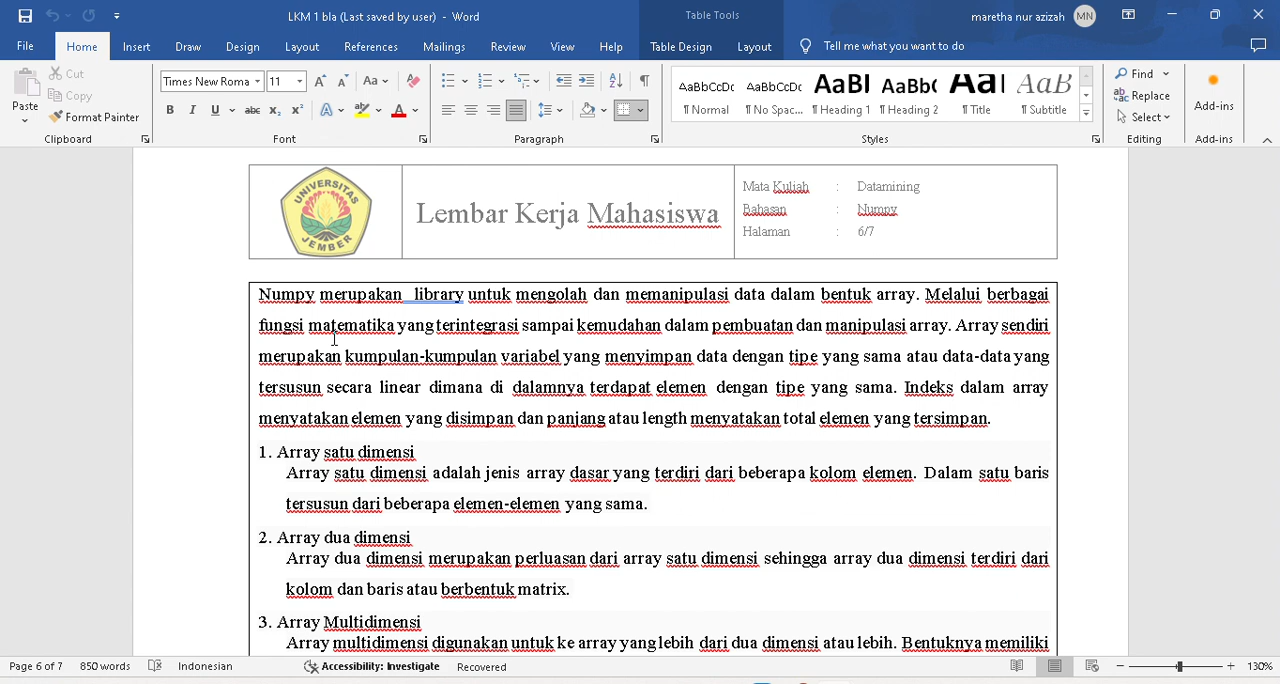 LKM 1 bla (Last saved by user) - Word
Table Tools
maretha nur azizah
MN
File Home Insert Draw Design Layout References Mailings Review View Help Table Design Layout Tell me what you want to do
Paste
Cut
Copy
Format Painter
Clipboard
Times New Roma 11
Font
Paragraph
AaBbCcDc AaBbCcDc AaBl AaBbC AaI AaB
¶ Normal ¶ No Spac... ¶ Heading 1 ¶ Heading 2 ¶ Title ¶ Subtitle
Styles
Find
Replace
Select
Editing
Add-ins
Add-ins
UNIVERSITAS
JEMBER
Lembar Kerja Mahasiswa
Mata Kuliah : Datamining
Bahasan : Numpy
Halaman : 6/7
Numpy merupakan library untuk mengolah dan memanipulasi data dalam bentuk array. Melalui berbagai
fungsi matematika yang terintegrasi sampai kemudahan dalam pembuatan dan manipulasi array. Array sendiri
merupakan kumpulan-kumpulan variabel yang menyimpan data dengan tipe yang sama atau data-data yang
tersusun secara linear dimana di dalamnya terdapat elemen dengan tipe yang sama. Indeks dalam array
menyatakan elemen yang disimpan dan panjang atau length menyatakan total elemen yang tersimpan.
1. Array satu dimensi
Array satu dimensi adalah jenis array dasar yang terdiri dari beberapa kolom elemen. Dalam satu baris
tersusun dari beberapa elemen-elemen yang sama.
2. Array dua dimensi
Array dua dimensi merupakan perluasan dari array satu dimensi sehingga array dua dimensi terdiri dari
kolom dan baris atau berbentuk matrix.
3. Array Multidimensi
Array multidimensi digunakan untuk ke array yang lebih dari dua dimensi atau lebih. Bentuknya memiliki
Page 6 of 7 850 words Indonesian Accessibility: Investigate Recovered 130%